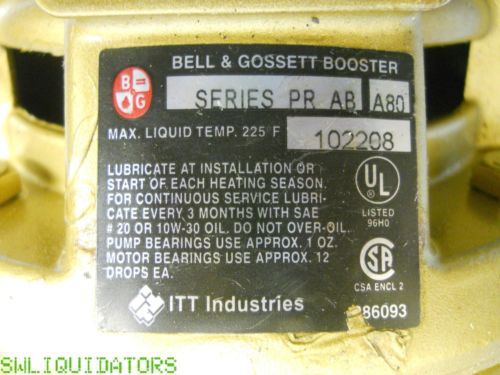 BELL & GOSSETT BOOSTER
B
G
SERIES PR AB A80
MAX. LIQUID TEMP. 225 F 102208
LUBRICATE AT INSTALLATION OR
START OF EACH HEATING SEASON.
FOR CONTINUOUS SERVICE LUBRI-
CATE EVERY 3 MONTHS WITH SAE
# 20 OR 10W-30 OIL. DO NOT OVER-OIL.
PUMP BEARINGS USE APPROX. 1 OZ.
MOTOR BEARINGS USE APPROX. 12
DROPS EA.
UL
LISTED
96H0
SA
CSA ENCL 2
ITT Industries
86093
SWLIQUIDATORS